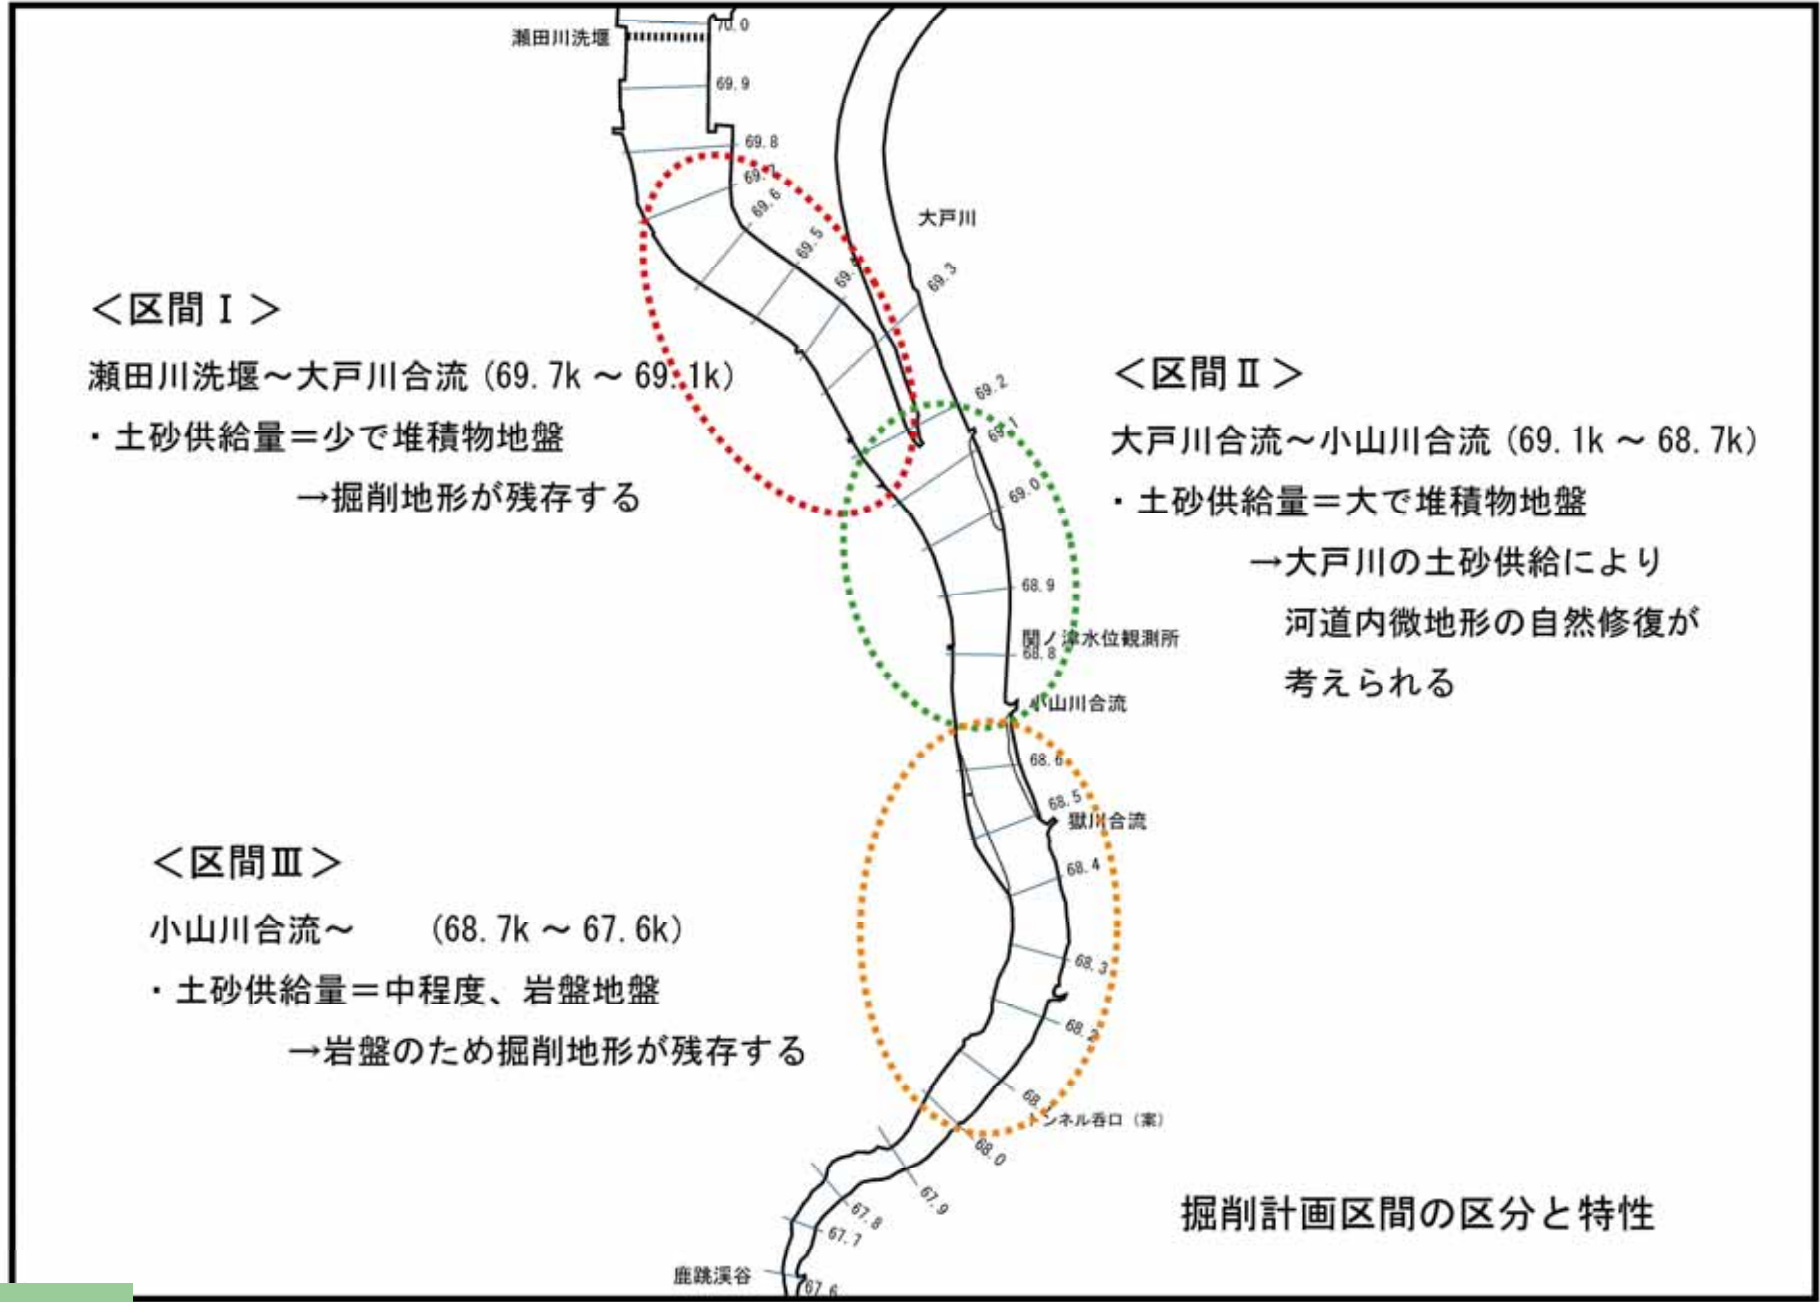 瀬田川洗堰
70.0
69.9
69.8
69.7
69.6
69.5
69.
大戸川
69.3
＜区間Ⅰ＞
瀬田川洗堰～大戸川合流（69.7k ～ 69.1k）
・土砂供給量＝少で堆積物地盤
→掘削地形が残存する
＜区間Ⅱ＞
大戸川合流～小山川合流（69.1k ～ 68.7k）
・土砂供給量＝大で堆積物地盤
→大戸川の土砂供給により
河道内微地形の自然修復が
考えられる
69.2
69.1
69.0
68.9
関ノ津水位観測所
68.8
小山川合流
68.6
68.5
獄川合流
68.4
68.3
68.2
68.1
トンネル呑口（案）
68.0
67.9
67.8
67.7
鹿跳渓谷
67.6
＜区間Ⅲ＞
小山川合流～　　（68.7k ～ 67.6k）
・土砂供給量＝中程度、岩盤地盤
→岩盤のため掘削地形が残存する
掘削計画区間の区分と特性